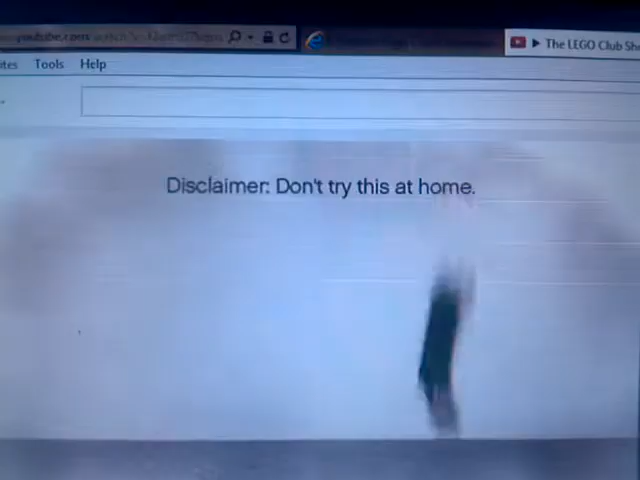 Tools Help
The LEGO Club Sh
Disclaimer: Don't try this at home.